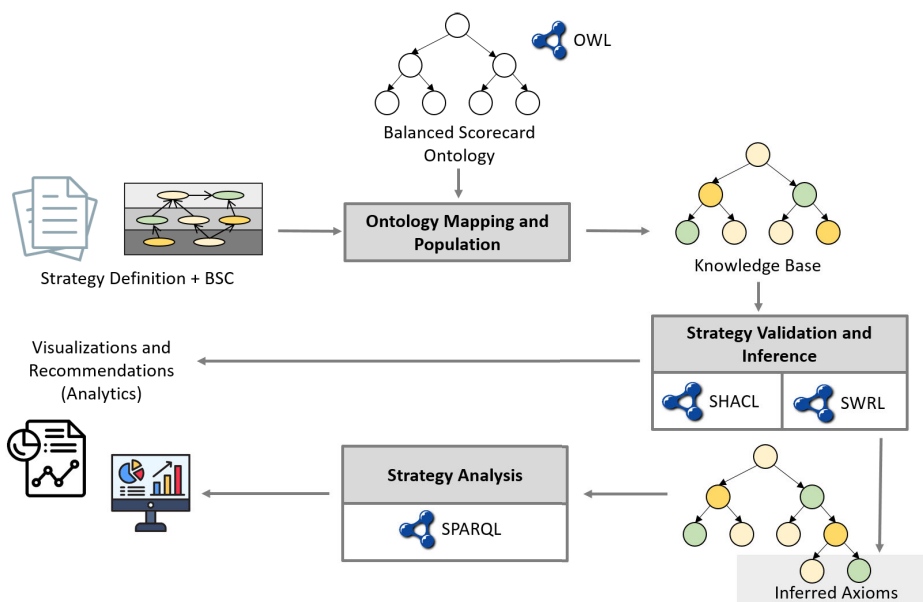 OWL
Balanced Scorecard
Ontology
Ontology Mapping and
Population
Strategy Definition + BSC
Knowledge Base
Strategy Validation and
Inference
SHACL
SWRL
Visualizations and
Recommendations
(Analytics)
Strategy Analysis
SPARQL
Inferred Axioms